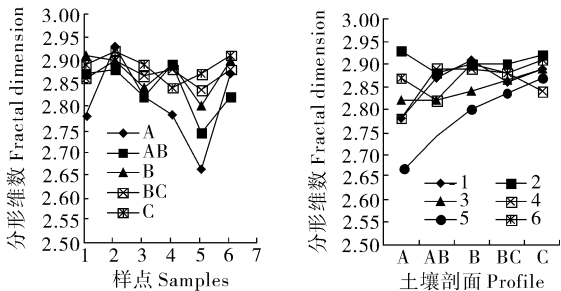 分形维数 Fractal dimension
3.00
2.95
2.90
2.85
2.80
2.75
2.70
2.65
2.60
2.55
2.50
A
AB
B
BC
C
1 2 3 4 5 6 7
样点 Samples
分形维数 Fractal dimension
3.00
2.95
2.90
2.85
2.80
2.75
2.70
2.65
2.60
2.55
2.50
1 2
3 4
5 6
A AB B BC C
土壤剖面 Profile